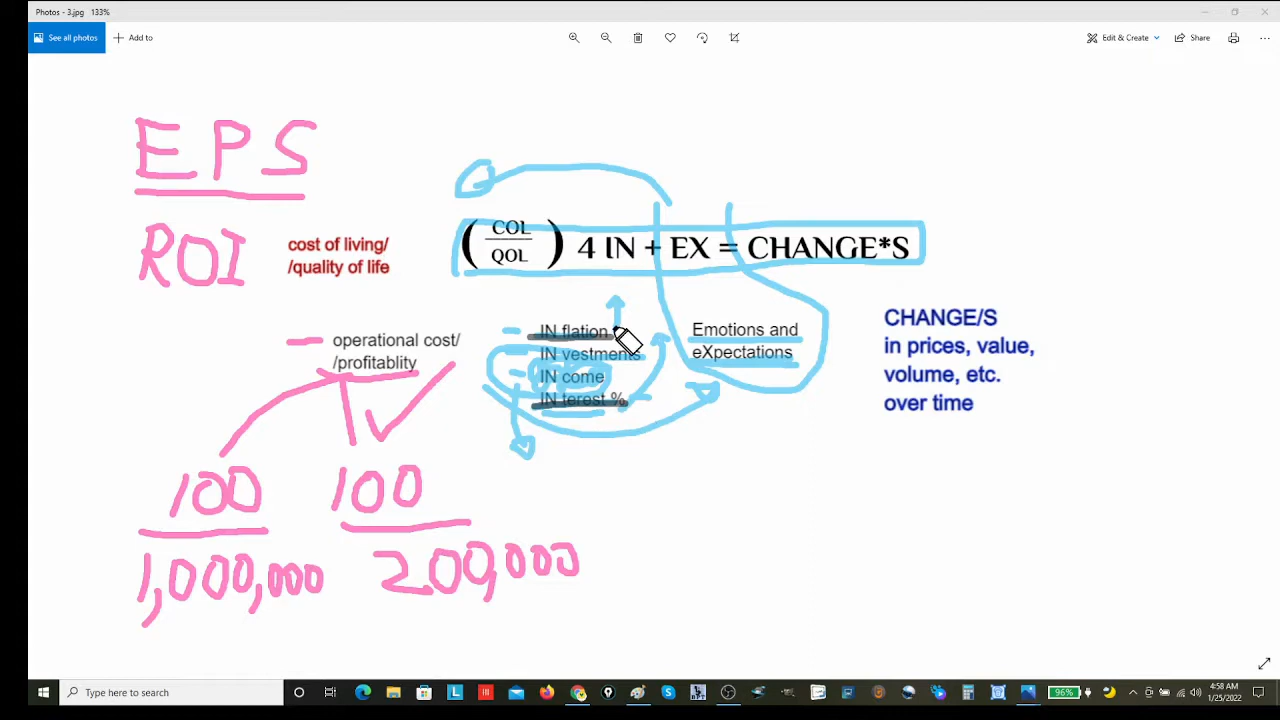 Photos - 3.jpg 133%
See all photos
Add to
Edit & Create
Share
EPS
ROI
cost of living/
/quality of life
( COL
QOL ) 4 IN + EX = CHANGE*S
operational cost/
/profitablity
IN flation
IN vestments
IN come
IN terest %
Emotions and
eXpectations
CHANGE/S
in prices, value,
volume, etc.
over time
100
1,000,000
100
200,000
Type here to search
L
96%
4:58 AM
1/25/2022